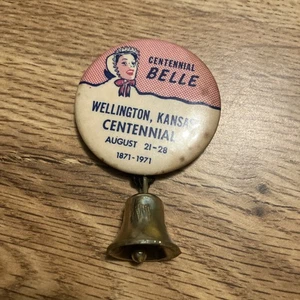 CENTENNIAL
BELLE
WELLINGTON, KANSAS
CENTENNIAL
AUGUST 21-28
1871-1971